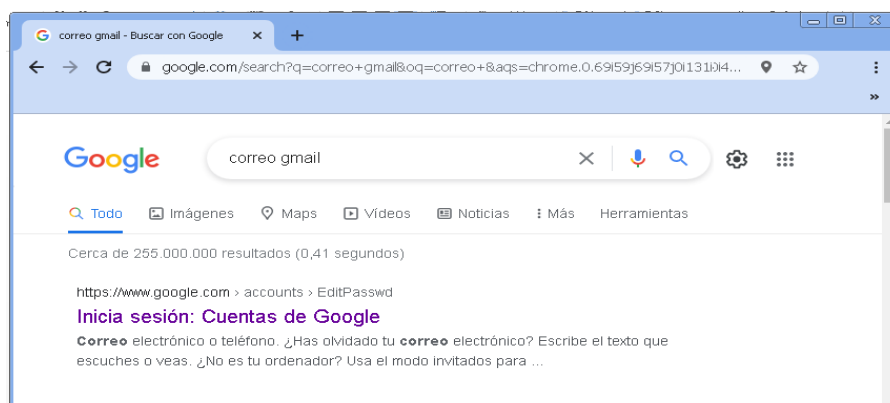 correo gmail - Buscar con Google
google.com/search?q=correo+gmail&oq=correo+&aqs=chrome.0.69i59j69i57j0i131i0i4...
Google
correo gmail
Todo Imágenes Maps Vídeos Noticias Más Herramientas
Cerca de 255.000.000 resultados (0,41 segundos)
https://www.google.com › accounts › EditPasswd
Inicia sesión: Cuentas de Google
Correo electrónico o teléfono. ¿Has olvidado tu correo electrónico? Escribe el texto que
escuches o veas. ¿No es tu ordenador? Usa el modo invitados para ...